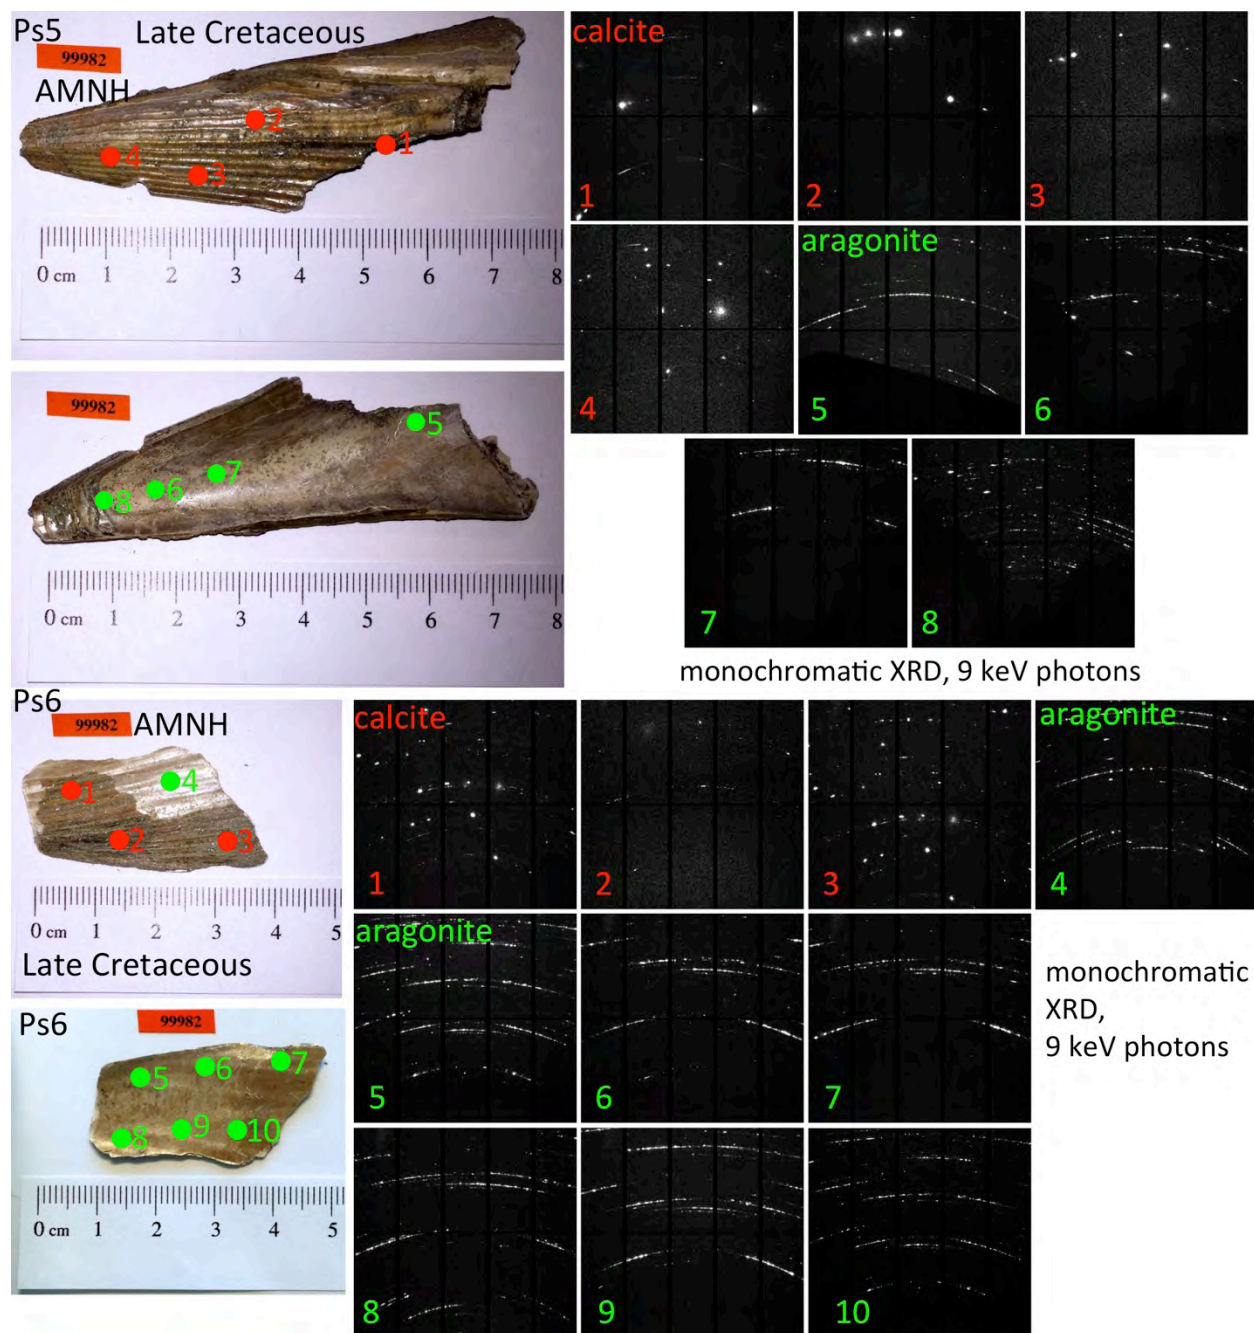 Ps5
Late Cretaceous
99982
AMNH
2
1
4
3
0 cm 1 2 3 4 5 6 7 8
calcite
1
2
3
4
aragonite
5
6
99982
5
7
6
8
0 cm 1 2 3 4 5 6 7 8
7
8
monochromatic XRD, 9 keV photons
Ps6
99982
AMNH
1
4
2
3
0 cm 1 2 3 4 5
Late Cretaceous
calcite
1
2
3
aragonite
4
aragonite
5
6
7
monochromatic
XRD,
9 keV photons
Ps6
99982
5
6
7
8
9
10
0 cm 1 2 3 4 5
8
9
10